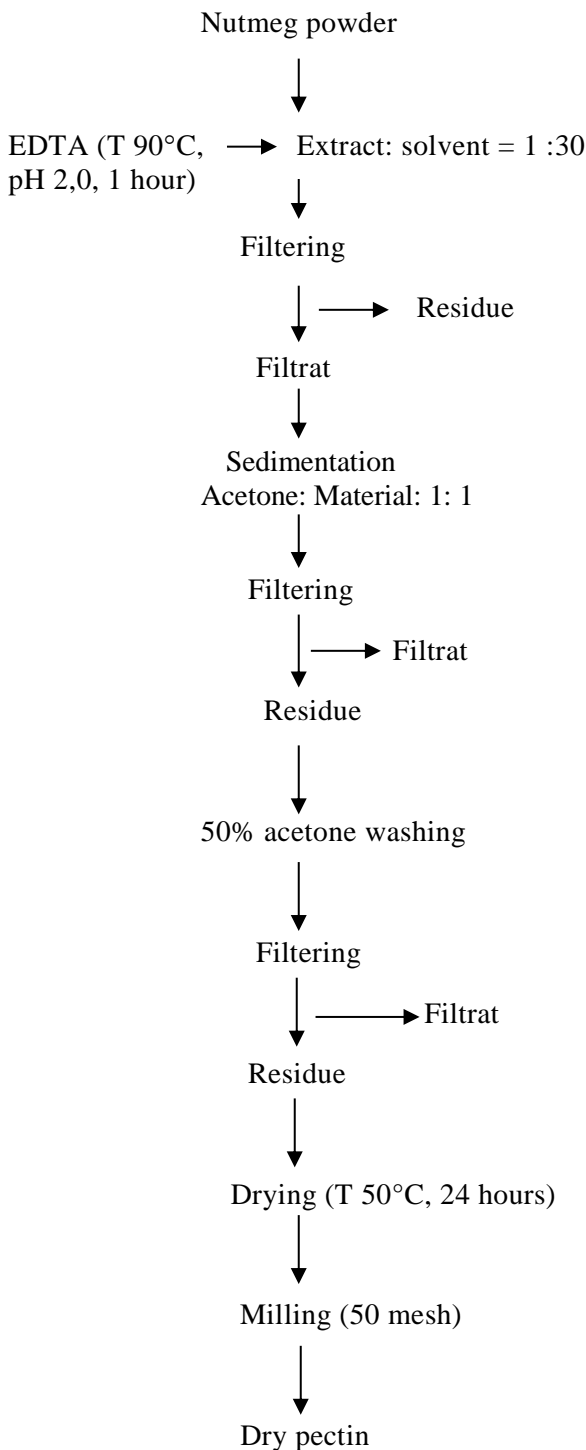 Nutmeg powder
EDTA (T 90°C,
pH 2,0, 1 hour)
Extract: solvent = 1 :30
Filtering
Residue
Filtrat
Sedimentation
Acetone: Material: 1: 1
Filtering
Filtrat
Residue
50% acetone washing
Filtering
Filtrat
Residue
Drying (T 50°C, 24 hours)
Milling (50 mesh)
Dry pectin